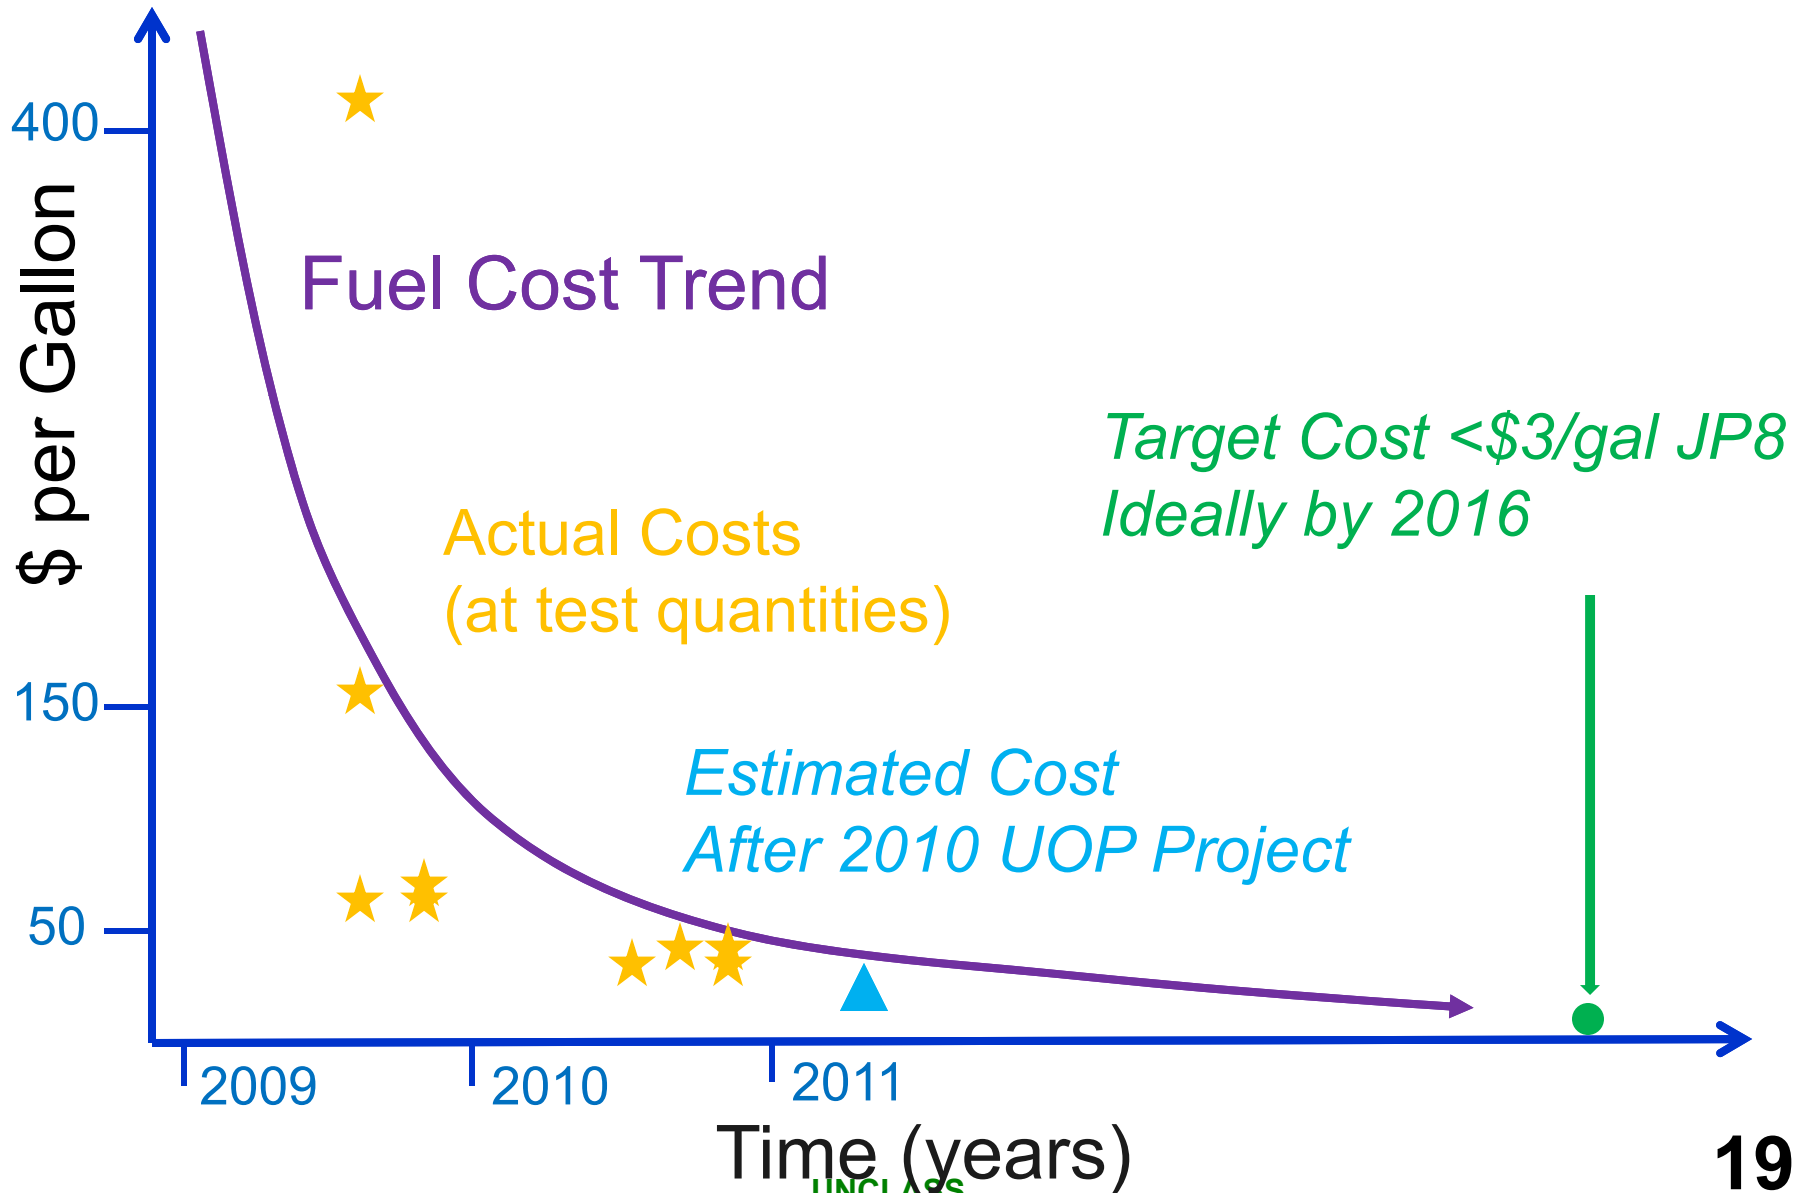 400
$ per Gallon
Fuel Cost Trend
Target Cost <$3/gal JP8
Ideally by 2016
Actual Costs
(at test quantities)
150
Estimated Cost
After 2010 UOP Project
50
2009
2010
2011
Time (years)
UNCLASS
19